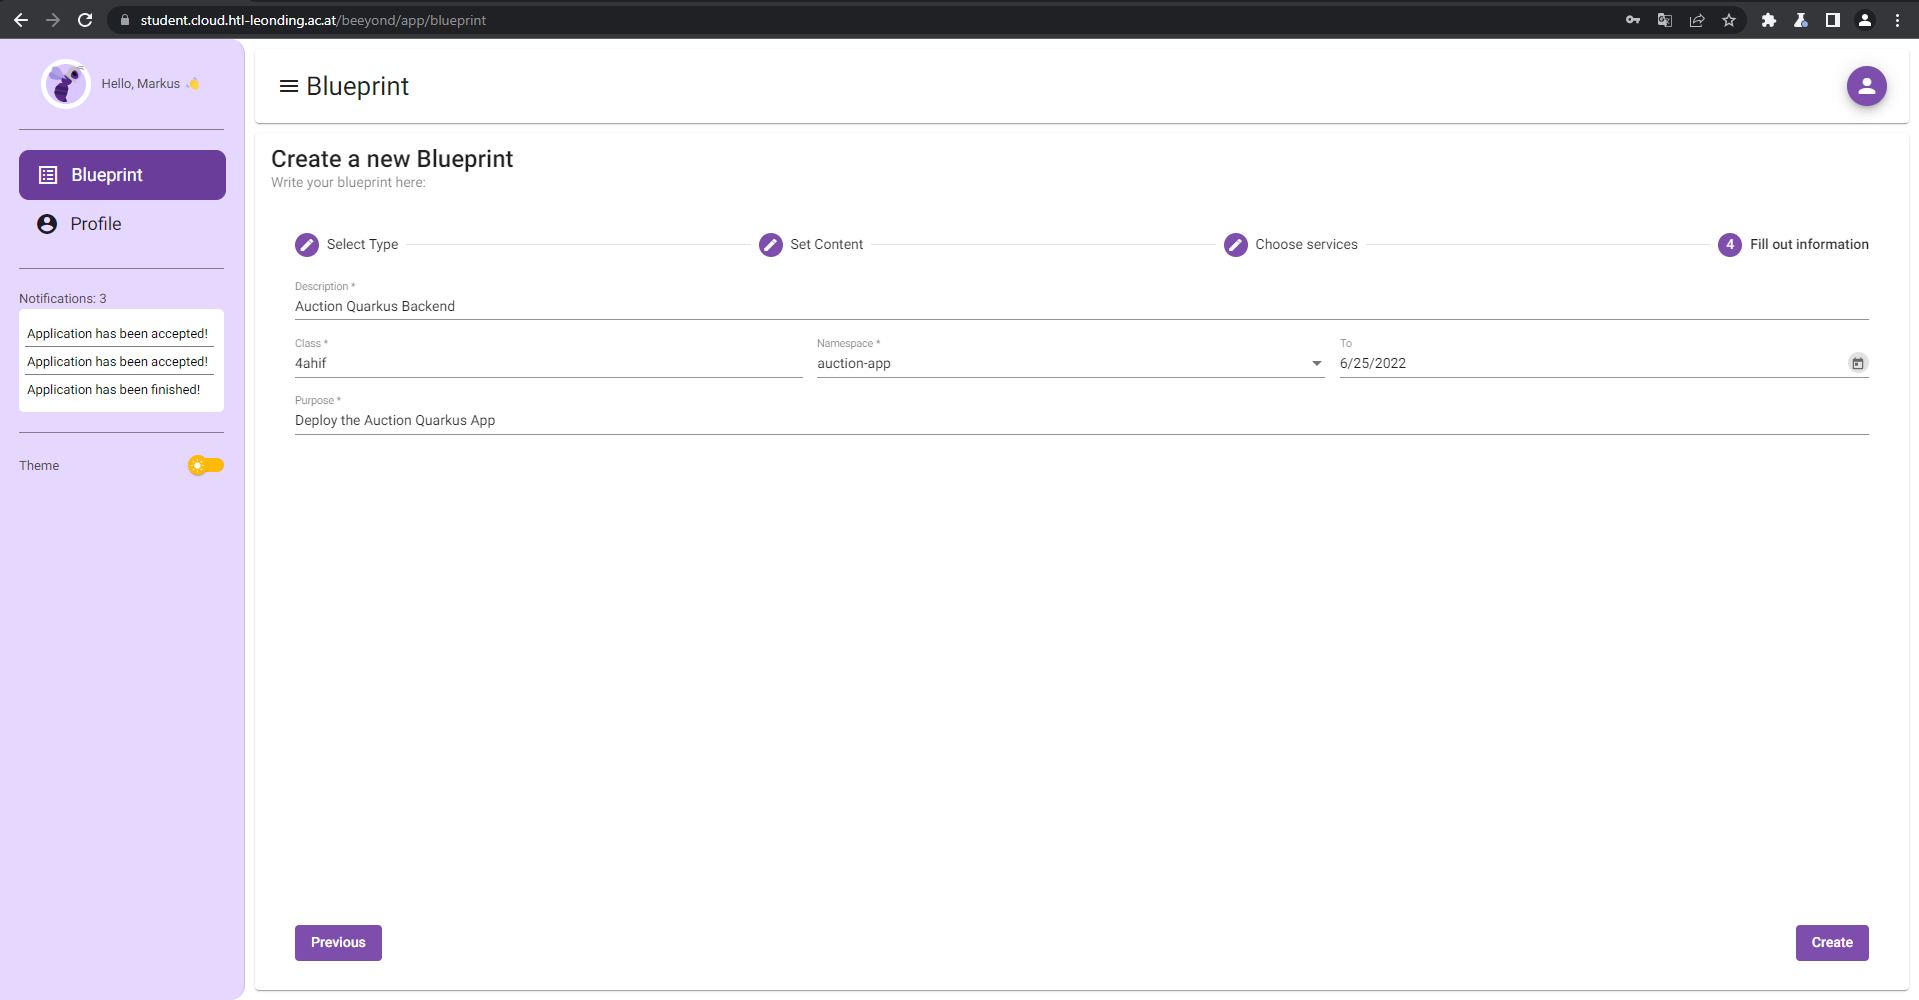 student.cloud.htl-leonding.ac.at/beeyond/app/blueprint
Hello, Markus 👋
Blueprint
Profile
Notifications: 3
Application has been accepted!
Application has been accepted!
Application has been finished!
Theme
Blueprint
Create a new Blueprint
Write your blueprint here:
Select Type
Set Content
Choose services
4 Fill out information
Description *
Auction Quarkus Backend
Class *
4ahif
Namespace *
auction-app
To
6/25/2022
Purpose *
Deploy the Auction Quarkus App
Previous
Create